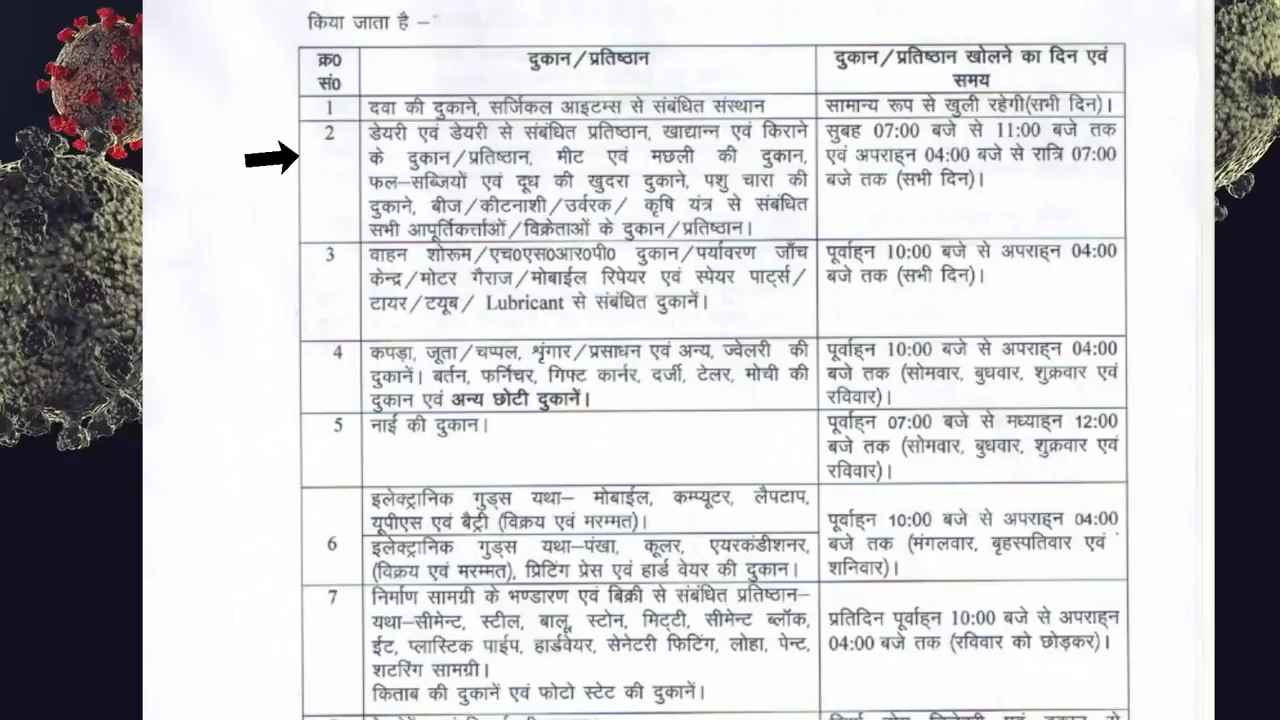 किया जाता है –
क्र० सं०
दुकान/प्रतिष्ठान
दुकान/प्रतिष्ठान खोलने का दिन एवं
समय
1
दवा की दुकाने, सर्जिकल आइटम्स से संबंधित संस्थान
सामान्य रूप से खुली रहेगी(सभी दिन)।
2
डेयरी एवं डेयरी से संबंधित प्रतिष्ठान, खाद्यान्न एवं किराने
के दुकान/प्रतिष्ठान, मीट एवं मछली की दुकान,
फल–सब्जियों एवं दूध की खुदरा दुकाने, पशु चारा की
दुकाने, बीज/कीटनाशी/उर्वरक/ कृषि यंत्र से संबंधित
सभी आपूर्तिकर्त्ताओं/विक्रेताओं के दुकान/प्रतिष्ठान।
सुबह 07:00 बजे से 11:00 बजे तक
एवं अपराह्न 04:00 बजे से रात्रि 07:00
बजे तक (सभी दिन)।
3
वाहन शोरूम/एच०एस०आर०पी० दुकान/पर्यावरण जाँच
केन्द्र/मोटर गैराज/मोबाईल रिपेयर एवं स्पेयर पार्ट्स/
टायर/टयूब/ Lubricant से संबंधित दुकानें।
पूर्वाह्न 10:00 बजे से अपराह्न 04:00
बजे तक (सभी दिन)।
4
कपड़ा, जूता/चप्पल, श्रृंगार/प्रसाधन एवं अन्य, ज्वेलरी की
दुकानें। बर्तन, फर्निचर, गिफ्ट कार्नर, दर्जी, टेलर, मोची की
दुकान एवं अन्य छोटी दुकानें।
पूर्वाह्न 10:00 बजे से अपराह्न 04:00
बजे तक (सोमवार, बुधवार, शुक्रवार एवं
रविवार)।
5
नाई की दुकान।
पूर्वाह्न 07:00 बजे से मध्याह्न 12:00
बजे तक (सोमवार, बुधवार, शुक्रवार एवं
रविवार)।
6
इलेक्ट्रानिक गुड्स यथा– मोबाईल, कम्प्यूटर, लैपटाप,
यूपीएस एवं बैट्री (विक्रय एवं मरम्मत)।
इलेक्ट्रानिक गुड्स यथा–पंखा, कूलर, एयरकंडीशनर,
(विक्रय एवं मरम्मत), प्रिटिंग प्रेस एवं हार्ड वेयर की दुकान।
पूर्वाह्न 10:00 बजे से अपराह्न 04:00
बजे तक (मंगलवार, बृहस्पतिवार एवं
शनिवार)।
7
निर्माण सामग्री के भण्डारण एवं बिक्री से संबंधित प्रतिष्ठान–
यथा–सीमेन्ट, स्टील, बालू, स्टोन, मिट्टी, सीमेन्ट ब्लॉक,
ईट, प्लास्टिक पाईप, हार्डवेयर, सेनेटरी फिटिंग, लोहा, पेन्ट,
शटरिंग सामग्री।
किताब की दुकानें एवं फोटो स्टेट की दुकानें।
प्रतिदिन पूर्वाह्न 10:00 बजे से अपराह्न
04:00 बजे तक (रविवार को छोड़कर)।